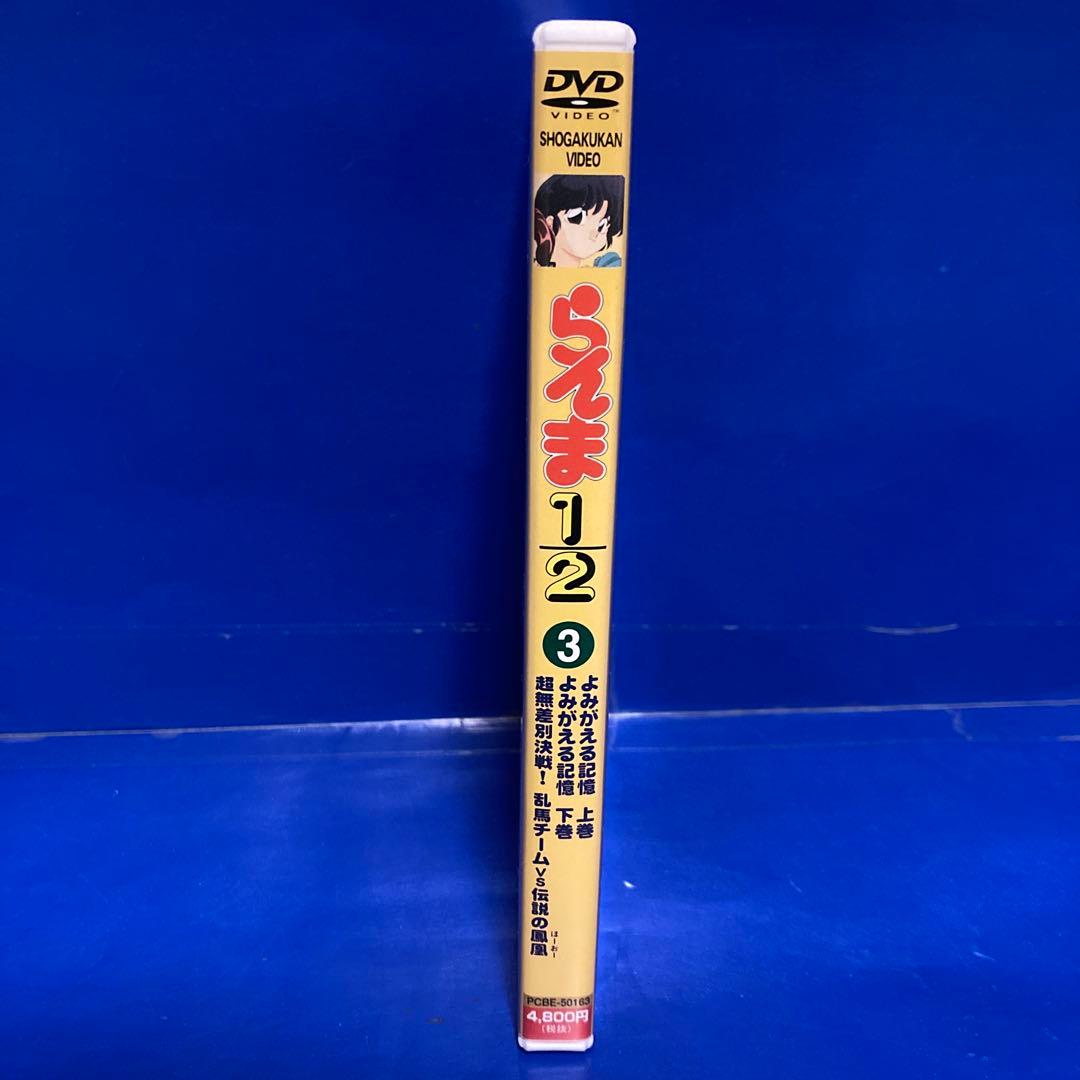 DVD
VIDEO™
SHOGAKUKAN
VIDEO
らんま
1
2
3
よみがえる記憶 上巻
よみがえる記憶 下巻
超無差別決戦! 乱馬チームVS伝説の鳳凰
ほーおー
PCBE-50163
4,800円
(税抜)